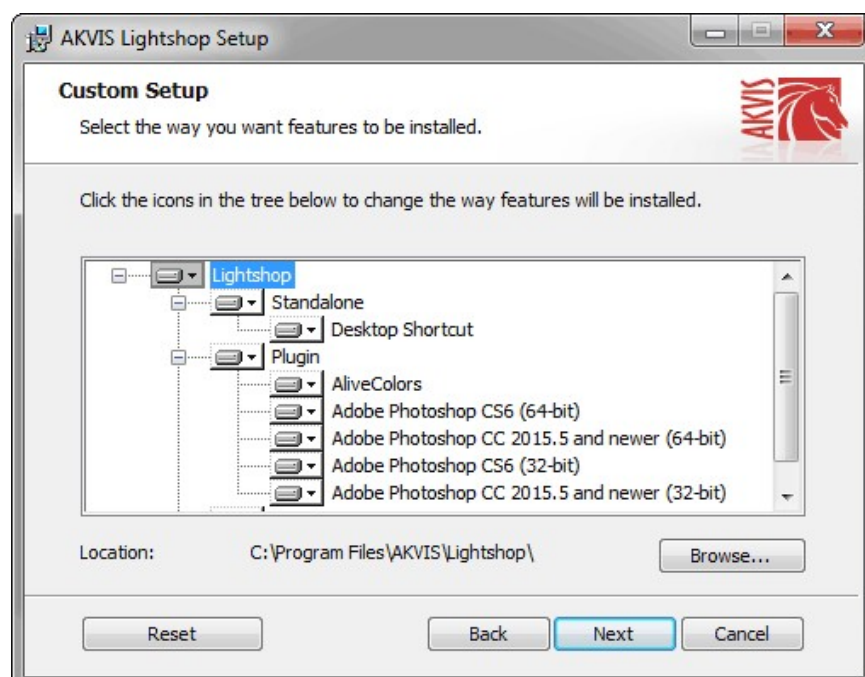 AKVIS Lightshop Setup
Custom Setup
Select the way you want features to be installed.
AKVIS
Click the icons in the tree below to change the way features will be installed.
Lightshop
Standalone
Desktop Shortcut
Plugin
AliveColors
Adobe Photoshop CS6 (64-bit)
Adobe Photoshop CC 2015.5 and newer (64-bit)
Adobe Photoshop CS6 (32-bit)
Adobe Photoshop CC 2015.5 and newer (32-bit)
Location: C:\Program Files\AKVIS\Lightshop\ Browse...
Reset Back Next Cancel